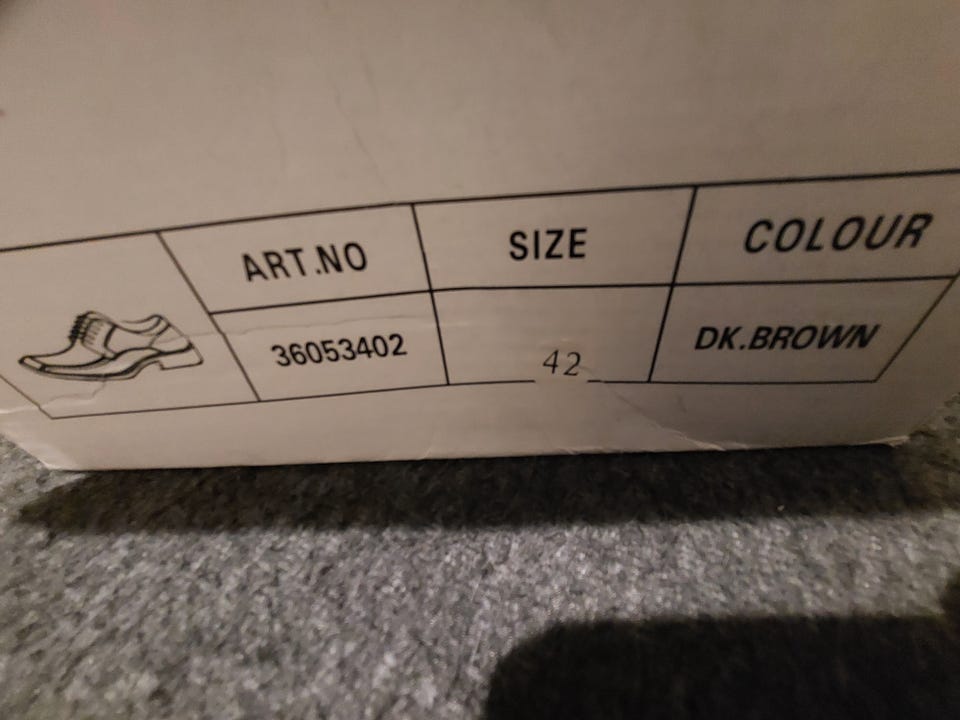 ART.NO SIZE COLOUR
36053402 42 DK.BROWN